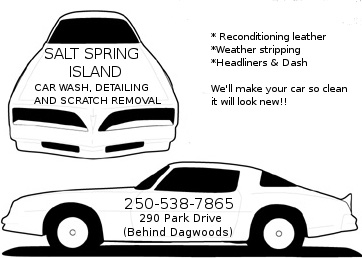 SALT SPRING
ISLAND
CAR WASH, DETAILING
AND SCRATCH REMOVAL
* Reconditioning leather
*Weather stripping
*Headliners & Dash
We'll make your car so clean
it will look new!!
250-538-7865
290 Park Drive
(Behind Dagwoods)